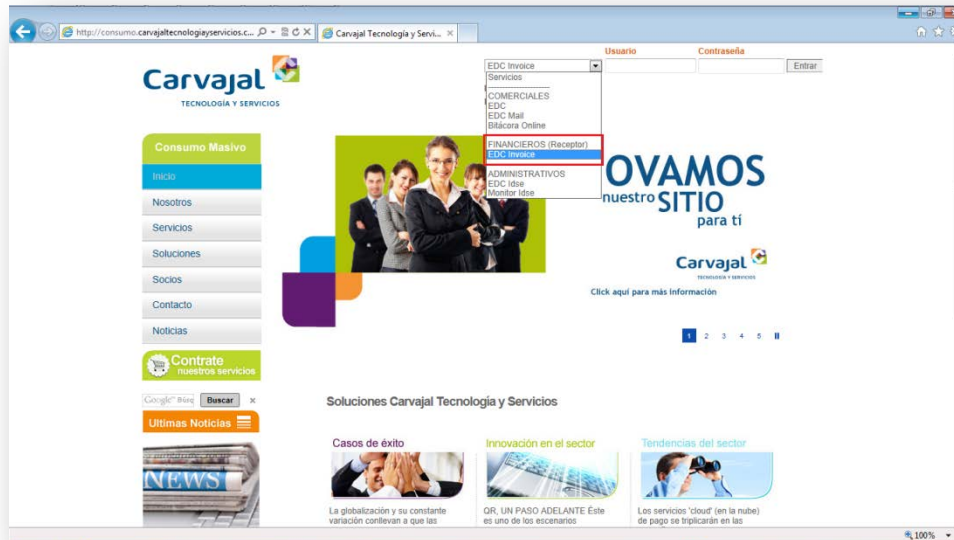 http://consumo.carvajaltecnologiayservicios.c...
Carvajal Tecnología y Servi...
Usuario
Contraseña
EDC Invoice
Entrar
Servicios
COMERCIALES
EDC
EDC Mail
Bitácora Online
FINANCIEROS (Receptor)
EDC Invoice
ADMINISTRATIVOS
EDC Idse
Monitor Idse
Carvajal
TECNOLOGÍA Y SERVICIOS
Consumo Masivo
Inicio
Nosotros
Servicios
Soluciones
Socios
Contacto
Noticias
OVAMOS
nuestro SITIO
para tí
Carvajal
TECNOLOGÍA Y SERVICIOS
Click aquí para más información
1 2 3 4 5
Contrate
nuestros servicios
Google
Buscar
x
Ultimas Noticias
NEWS
Soluciones Carvajal Tecnología y Servicios
Casos de éxito
La globalización y su constante
variación conllevan a que las
Innovación en el sector
QR, UN PASO ADELANTE Éste
es uno de los escenarios
Tendencias del sector
Los servicios 'cloud' (en la nube)
de pago se triplicarán en las
100%